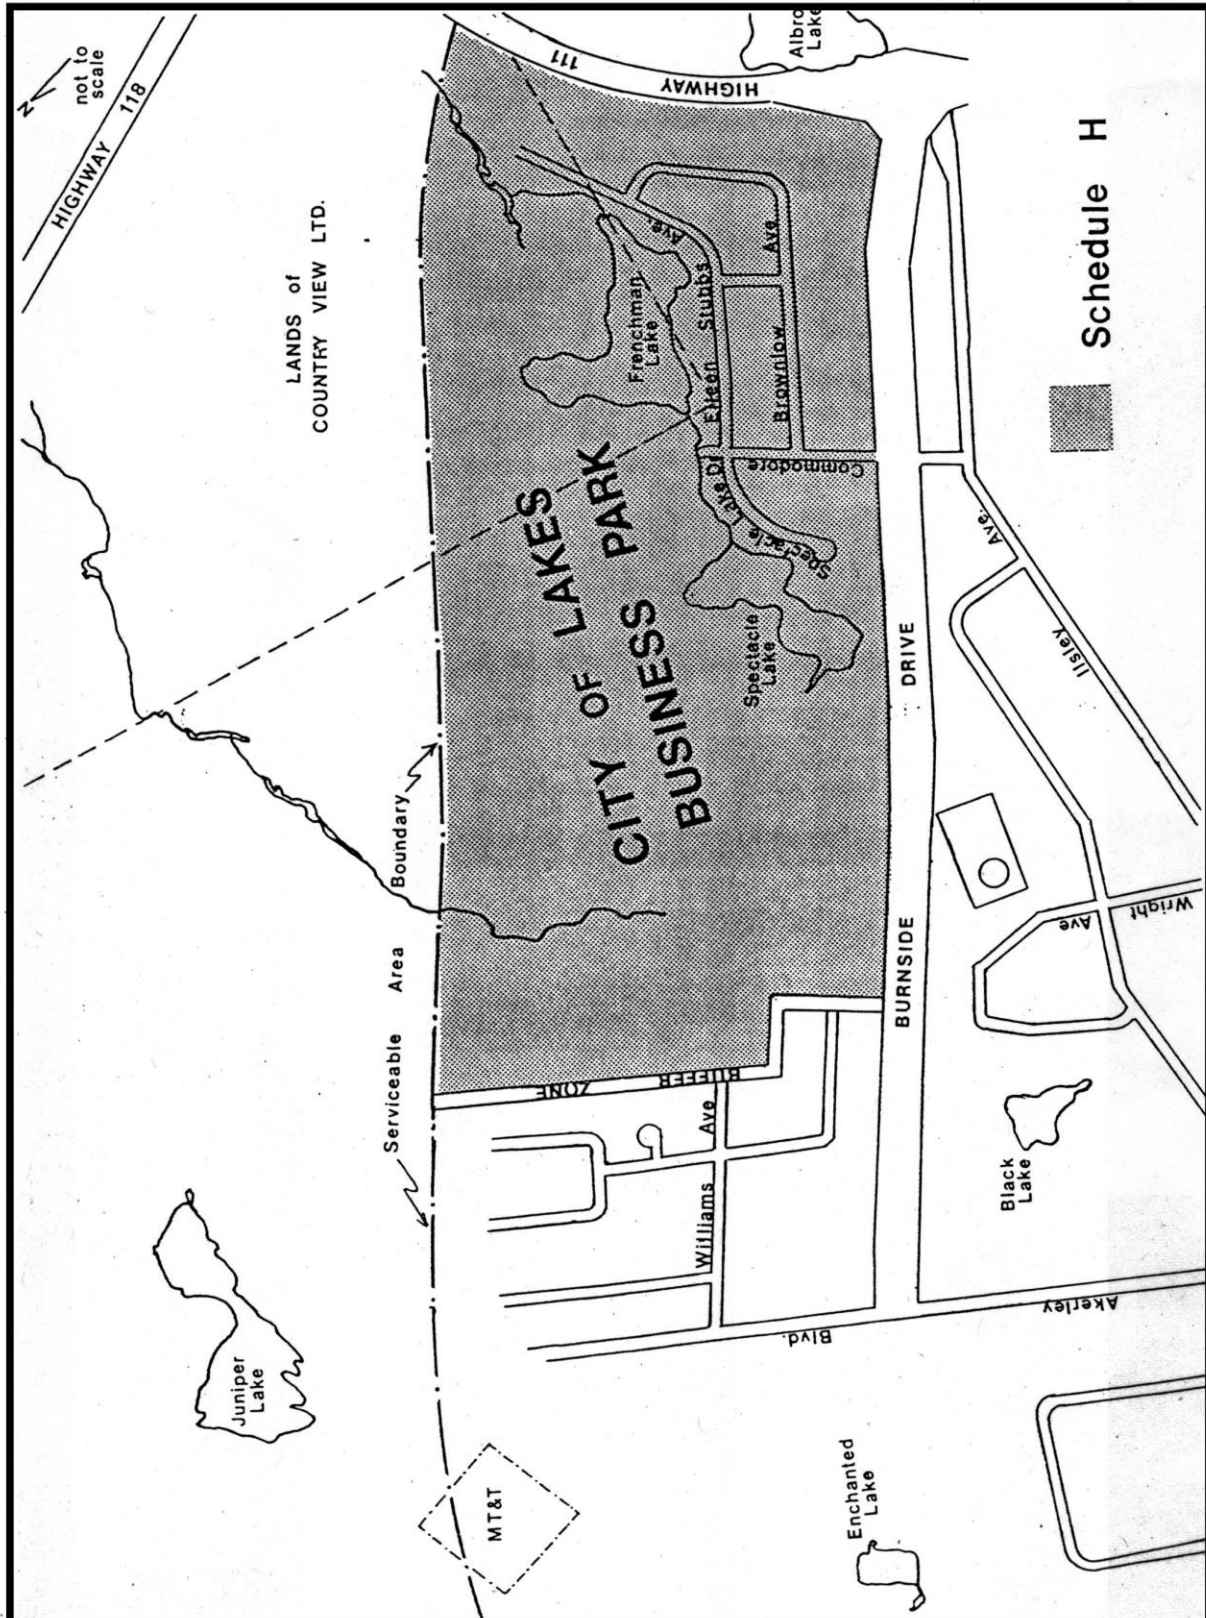 N
not to
scale
HIGHWAY 118
LANDS of
COUNTRY VIEW LTD.
HIGHWAY 111
Lake
Frenchman
Lake
Eileen Stubbs Ave.
Brownlow Ave
Commodore
Spectacle Lake Dr
CITY OF LAKES
BUSINESS PARK
Spectacle
Lake
Serviceable Area Boundary
BUFFER ZONE
BURNSIDE DRIVE
Ilsley Ave.
Wright Ave
Williams Ave
Akerley Blvd.
Black
Lake
Juniper
Lake
MT&T
Enchanted
Lake
Schedule H